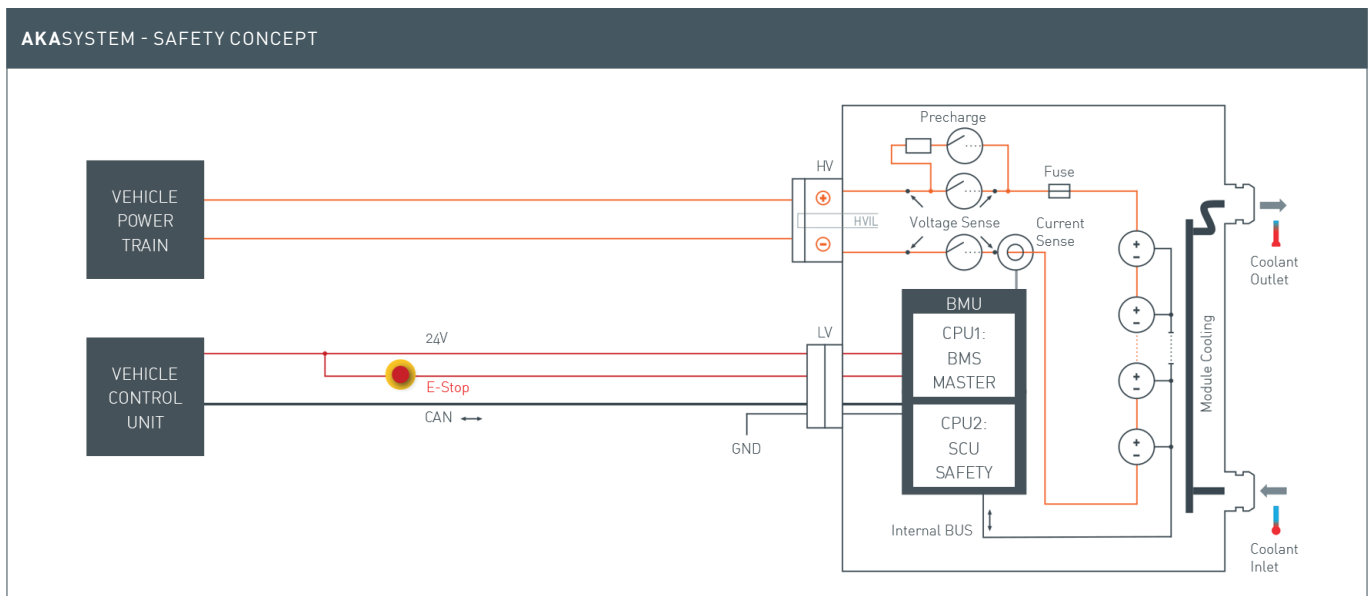 AKASYSTEM - SAFETY CONCEPT
VEHICLE
POWER
TRAIN
HV
+
-
HVIL
Precharge
Fuse
Voltage Sense
Current
Sense
VEHICLE
CONTROL
UNIT
24V
E-Stop
CAN
GND
LV
BMU
CPU1:
BMS
MASTER
CPU2:
SCU
SAFETY
Internal BUS
+
-
+
-
+
-
+
-
Module Cooling
Coolant
Outlet
Coolant
Inlet